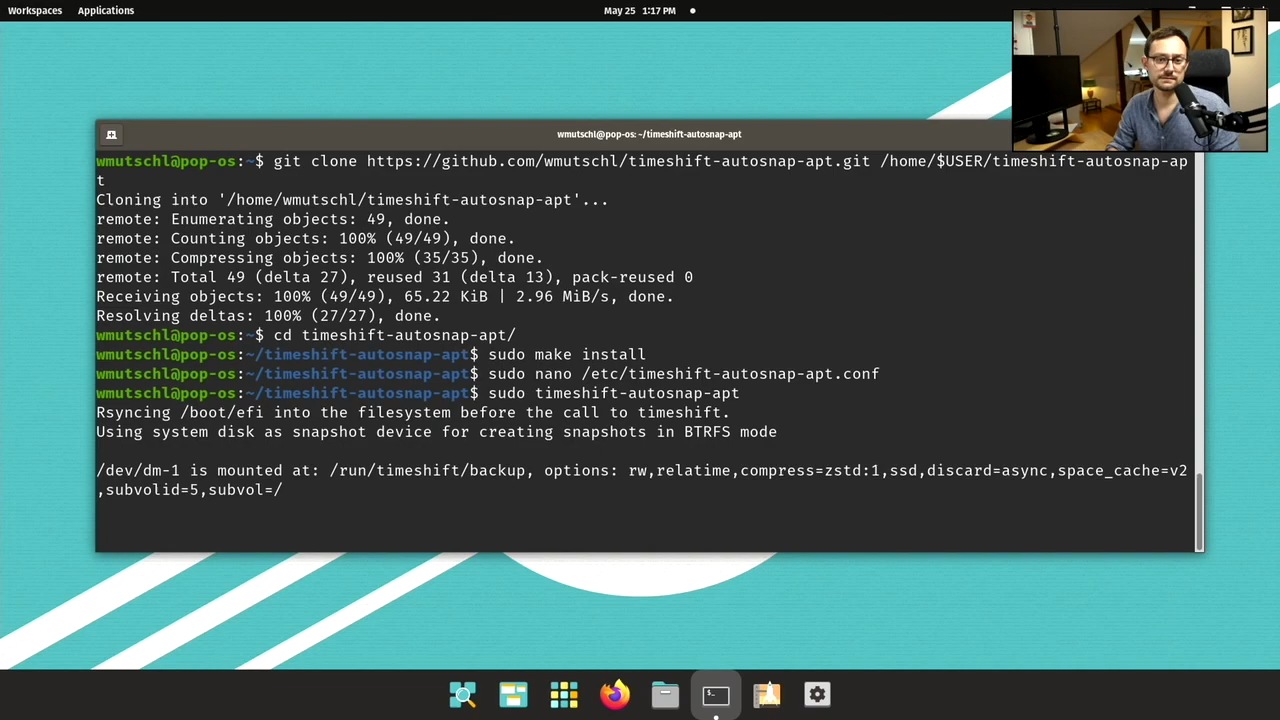 Workspaces Applications May 25 1:17 PM
wmutschl@pop-os: ~/timeshift-autosnap-apt
wmutschl@pop-os:~$ git clone https://github.com/wmutschl/timeshift-autosnap-apt.git /home/$USER/timeshift-autosnap-ap
t
Cloning into '/home/wmutschl/timeshift-autosnap-apt'...
remote: Enumerating objects: 49, done.
remote: Counting objects: 100% (49/49), done.
remote: Compressing objects: 100% (35/35), done.
remote: Total 49 (delta 27), reused 31 (delta 13), pack-reused 0
Receiving objects: 100% (49/49), 65.22 KiB | 2.96 MiB/s, done.
Resolving deltas: 100% (27/27), done.
wmutschl@pop-os:~$ cd timeshift-autosnap-apt/
wmutschl@pop-os:~/timeshift-autosnap-apt$ sudo make install
wmutschl@pop-os:~/timeshift-autosnap-apt$ sudo nano /etc/timeshift-autosnap-apt.conf
wmutschl@pop-os:~/timeshift-autosnap-apt$ sudo timeshift-autosnap-apt
Rsyncing /boot/efi into the filesystem before the call to timeshift.
Using system disk as snapshot device for creating snapshots in BTRFS mode
/dev/dm-1 is mounted at: /run/timeshift/backup, options: rw,relatime,compress=zstd:1,ssd,discard=async,space_cache=v2
,subvolid=5,subvol=/